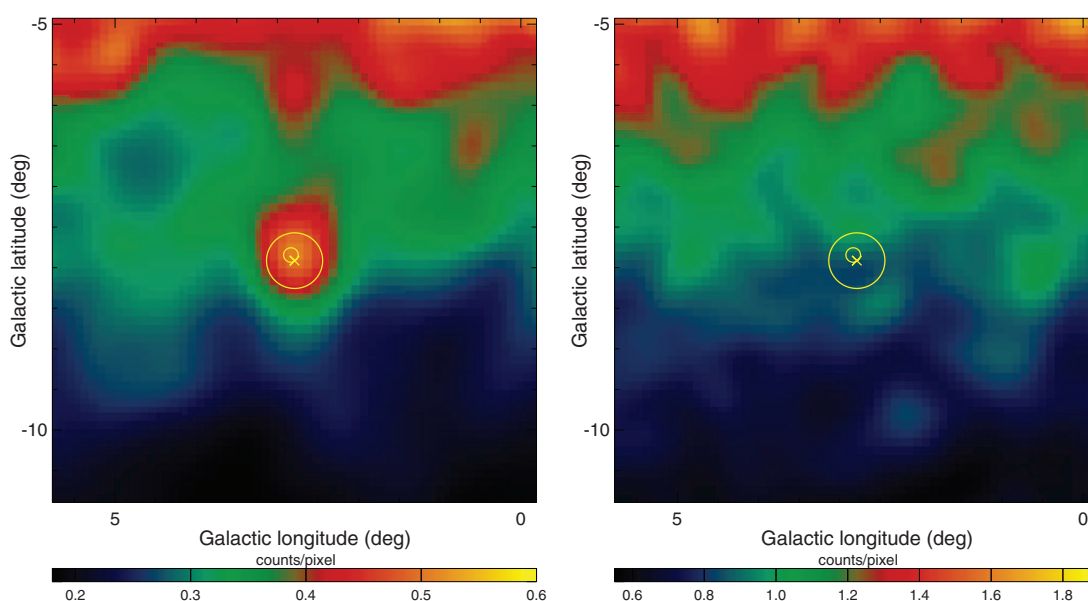 -5
Galactic latitude (deg)
-10
5 0
Galactic longitude (deg)
counts/pixel
0.2 0.3 0.4 0.5 0.6
-5
Galactic latitude (deg)
-10
5 0
Galactic longitude (deg)
counts/pixel
0.6 0.8 1.0 1.2 1.4 1.6 1.8